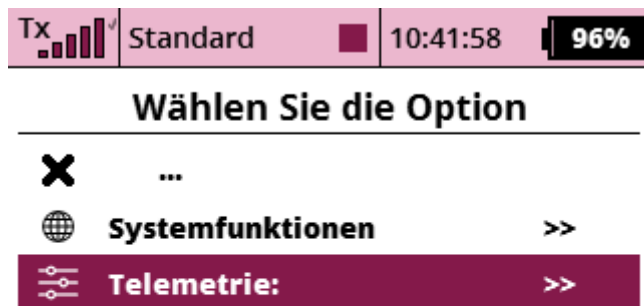 Tx Standard 10:41:58 96%
Wählen Sie die Option
...
Systemfunktionen >>
Telemetrie: >>